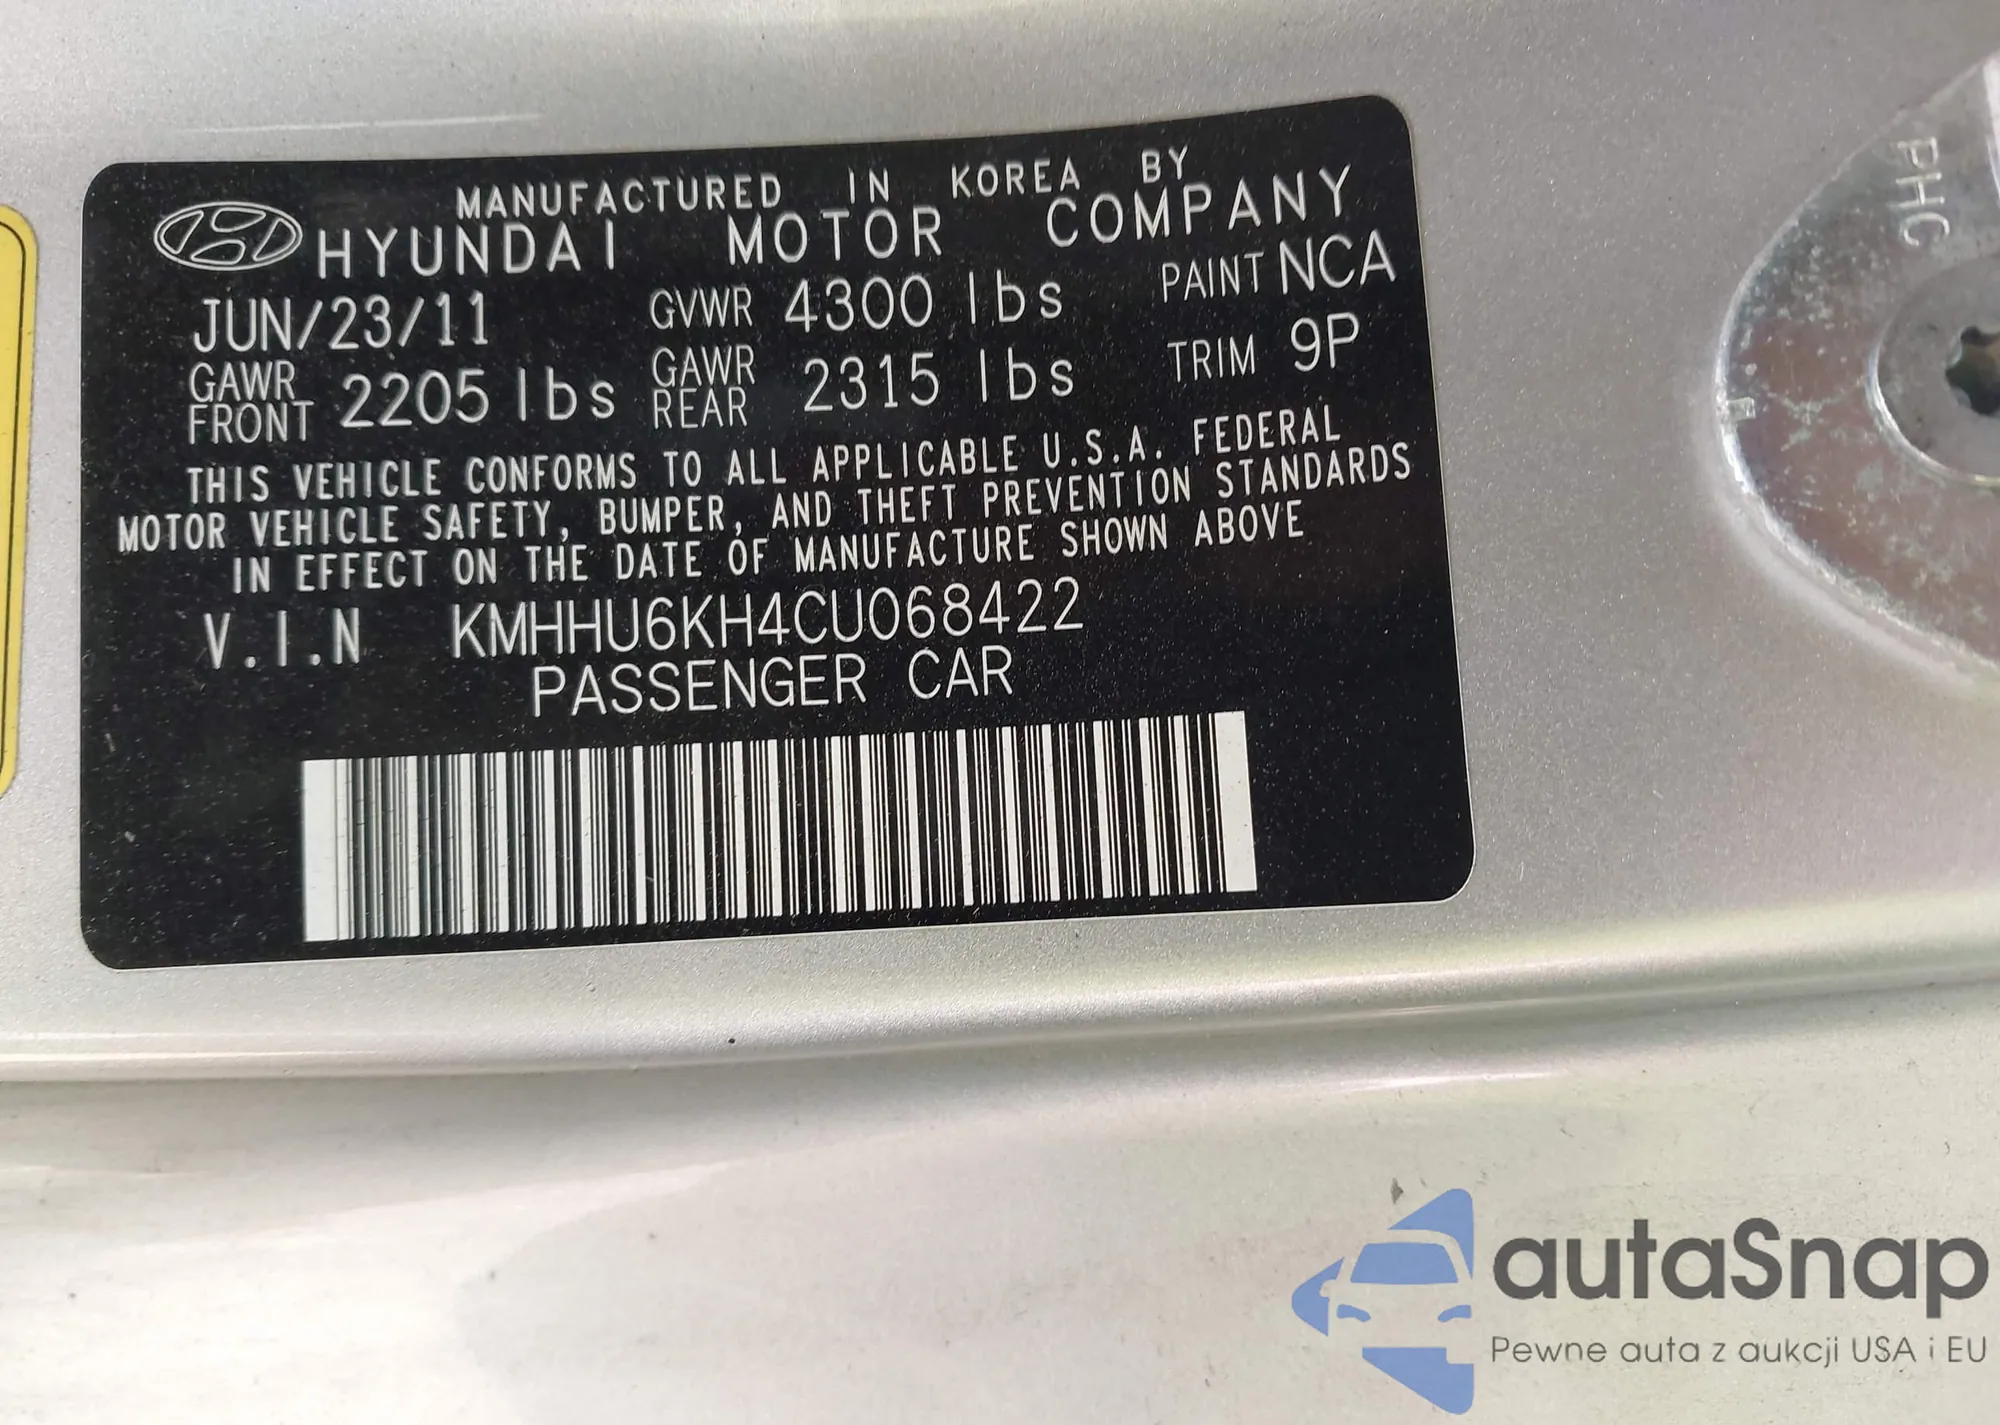 MANUFACTURED IN KOREA BY
HYUNDAI MOTOR COMPANY
JUN/23/11 GVWR 4300 lbs PAINT NCA
GAWR FRONT 2205 lbs GAWR REAR 2315 lbs TRIM 9P
THIS VEHICLE CONFORMS TO ALL APPLICABLE U.S.A. FEDERAL
MOTOR VEHICLE SAFETY, BUMPER, AND THEFT PREVENTION STANDARDS
IN EFFECT ON THE DATE OF MANUFACTURE SHOWN ABOVE
V.I.N KMHHU6KH4CU068422
PASSENGER CAR
PHC
autaSnap
Pewne auta z aukcji USA i EU